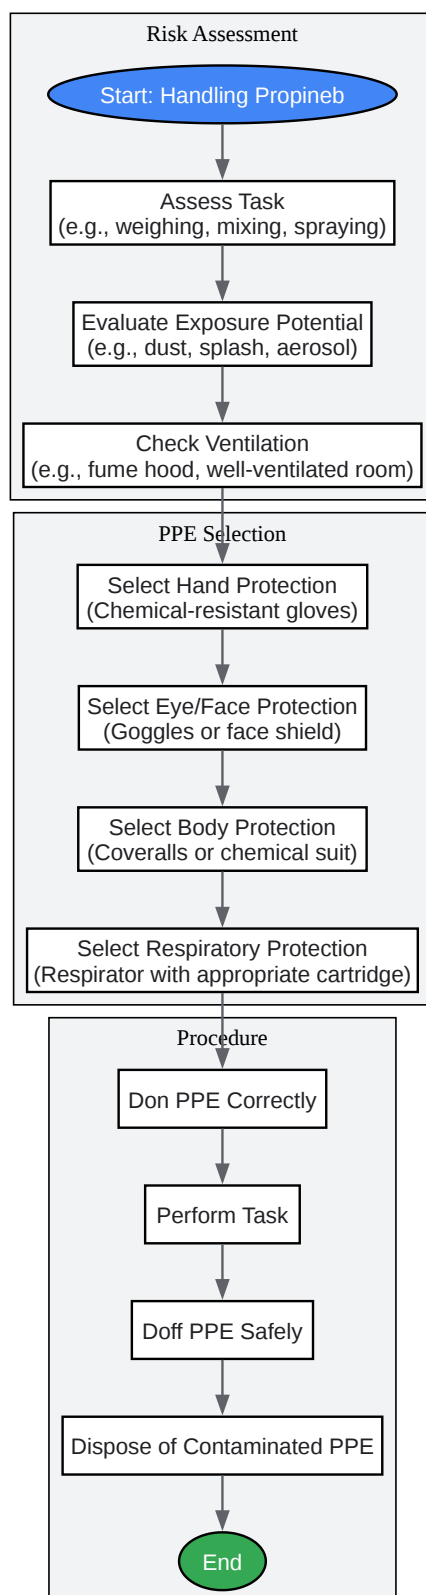 Risk Assessment
Start: Handling Propineb
Assess Task
(e.g., weighing, mixing, spraying)
Evaluate Exposure Potential
(e.g., dust, splash, aerosol)
Check Ventilation
(e.g., fume hood, well-ventilated room)
PPE Selection
Select Hand Protection
(Chemical-resistant gloves)
Select Eye/Face Protection
(Goggles or face shield)
Select Body Protection
(Coveralls or chemical suit)
Select Respiratory Protection
(Respirator with appropriate cartridge)
Procedure
Don PPE Correctly
Perform Task
Doff PPE Safely
Dispose of Contaminated PPE
End